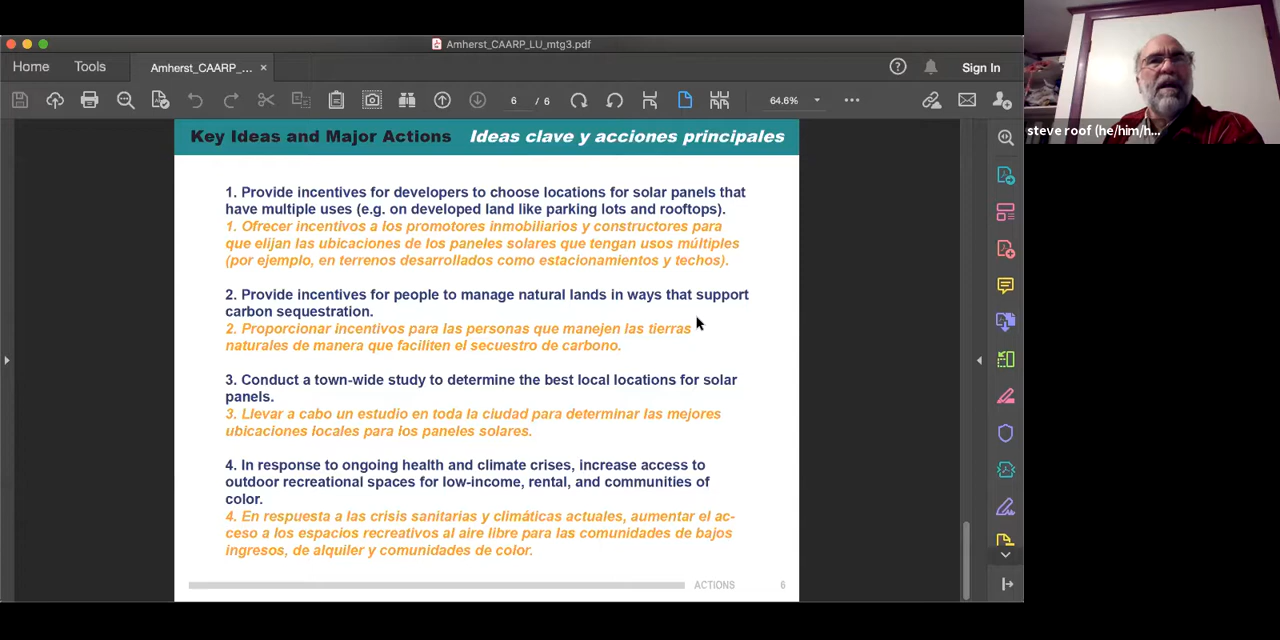 Amherst_CAARP_LU_mtg3.pdf
Home Tools Amherst_CAARP_... × Sign In
6 / 6 64.6%
steve roof (he/him/h...
Key Ideas and Major Actions Ideas clave y acciones principales
1. Provide incentives for developers to choose locations for solar panels that
have multiple uses (e.g. on developed land like parking lots and rooftops).
1. Ofrecer incentivos a los promotores inmobiliarios y constructores para
que elijan las ubicaciones de los paneles solares que tengan usos múltiples
(por ejemplo, en terrenos desarrollados como estacionamientos y techos).
2. Provide incentives for people to manage natural lands in ways that support
carbon sequestration.
2. Proporcionar incentivos para las personas que manejen las tierras
naturales de manera que faciliten el secuestro de carbono.
3. Conduct a town-wide study to determine the best local locations for solar
panels.
3. Llevar a cabo un estudio en toda la ciudad para determinar las mejores
ubicaciones locales para los paneles solares.
4. In response to ongoing health and climate crises, increase access to
outdoor recreational spaces for low-income, rental, and communities of
color.
4. En respuesta a las crisis sanitarias y climáticas actuales, aumentar el ac-
ceso a los espacios recreativos al aire libre para las comunidades de bajos
ingresos, de alquiler y comunidades de color.
ACTIONS 6